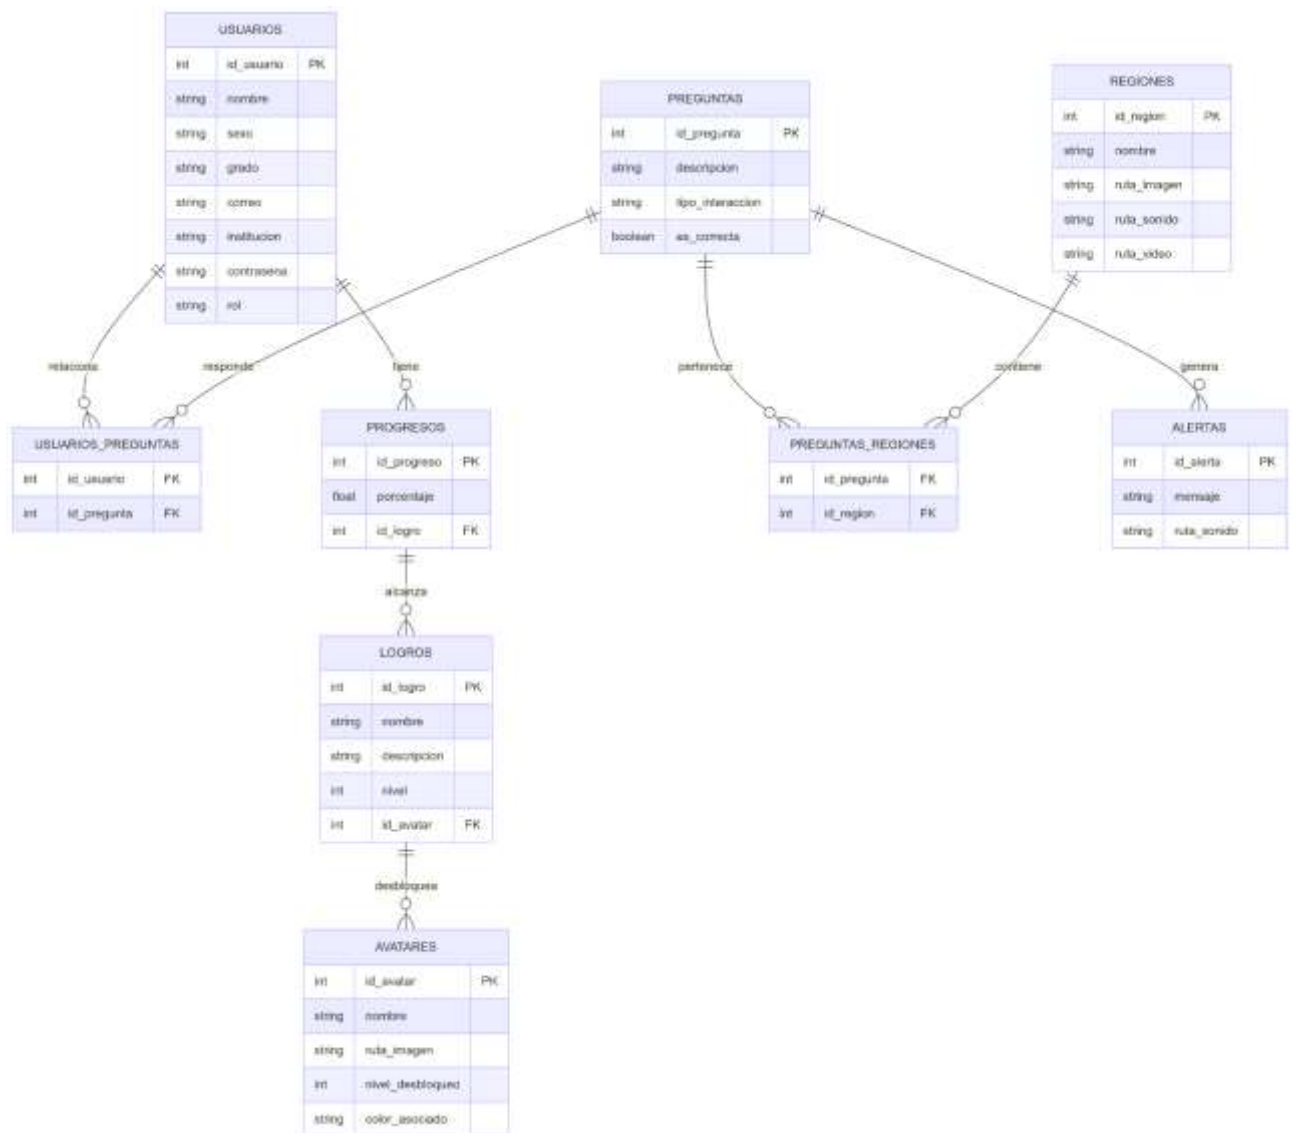 USUARIOS
int id_usuario PK
string nombre
string sexo
string grado
string correo
string institucion
string contrasena
string rol
PREGUNTAS
int id_pregunta PK
string descripcion
string tipo_interaccion
boolean es_correcta
REGIONES
int id_region PK
string nombre
string ruta_imagen
string ruta_sonido
string ruta_video
relaciona
responde
tiene
pertenece
contiene
genera
USUARIOS_PREGUNTAS
int id_usuario FK
int id_pregunta FK
PROGRESOS
int id_progreso PK
float porcentaje
int id_logro FK
PREGUNTAS_REGIONES
int id_pregunta FK
int id_region FK
ALERTAS
int id_alerta PK
string mensaje
string ruta_sonido
alcanza
LOGROS
int id_logro PK
string nombre
string descripcion
int nivel
int id_avatar FK
desbloquea
AVATARES
int id_avatar PK
string nombre
string ruta_imagen
int nivel_desbloqueo
string color_asociado